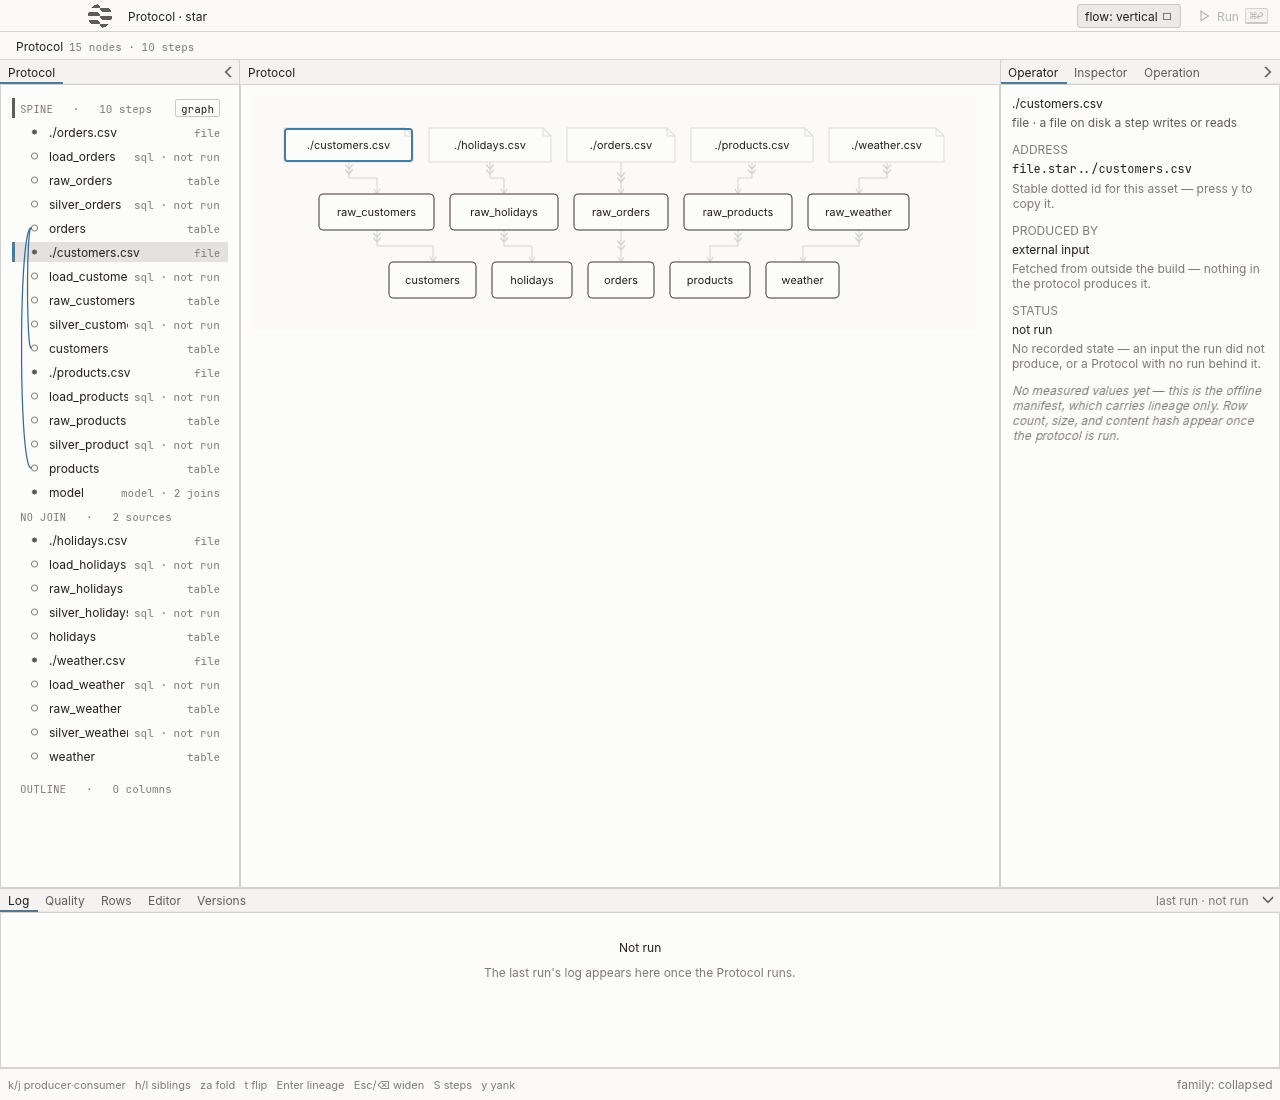 Protocol · star
flow: vertical
Run
Protocol 15 nodes · 10 steps
Protocol
Protocol
Operator Inspector Operation
SPINE · 10 steps graph
./orders.csv file
load_orders sql · not run
raw_orders table
silver_orders sql · not run
orders table
./customers.csv file
load_custome sql · not run
raw_customers table
silver_custom sql · not run
customers table
./products.csv file
load_products sql · not run
raw_products table
silver_product sql · not run
products table
model model · 2 joins
NO JOIN · 2 sources
./holidays.csv file
load_holidays sql · not run
raw_holidays table
silver_holidays sql · not run
holidays table
./weather.csv file
load_weather sql · not run
raw_weather table
silver_weather sql · not run
weather table
OUTLINE · 0 columns
./customers.csv ./holidays.csv ./orders.csv ./products.csv ./weather.csv
raw_customers raw_holidays raw_orders raw_products raw_weather
customers holidays orders products weather
./customers.csv
file · a file on disk a step writes or reads
ADDRESS
file.star../customers.csv
Stable dotted id for this asset — press y to
copy it.
PRODUCED BY
external input
Fetched from outside the build — nothing in
the protocol produces it.
STATUS
not run
No recorded state — an input the run did not
produce, or a Protocol with no run behind it.
No measured values yet — this is the offline
manifest, which carries lineage only. Row
count, size, and content hash appear once
the protocol is run.
Log Quality Rows Editor Versions
last run · not run
Not run
The last run's log appears here once the Protocol runs.
k/j producer·consumer h/l siblings za fold t flip Enter lineage Esc/⌫ widen S steps y yank
family: collapsed